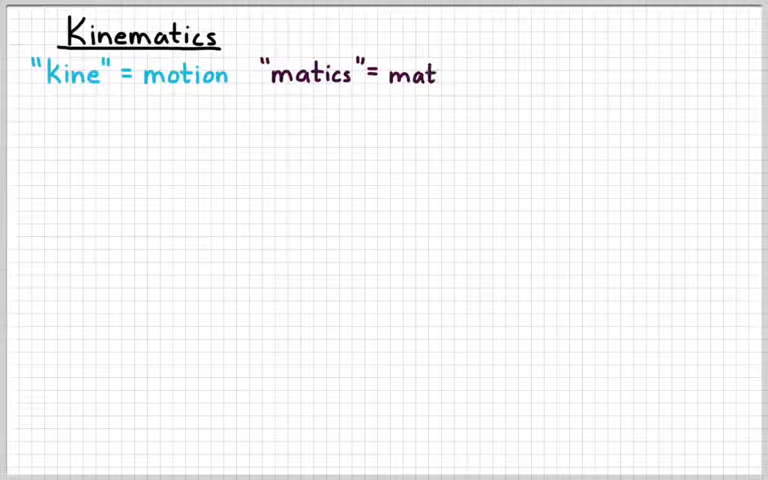 Kinematics
"kine" = motion "matics" = mat